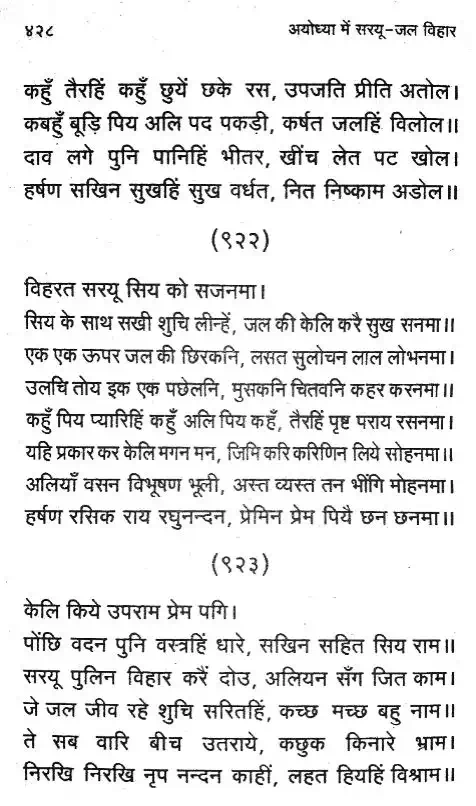 ४२८ अयोध्या में सरयू-जल विहार
कहुँ तैरहिं कहुँ छुयें छके रस, उपजति प्रीति अतोल।
कबहुँ बूड़ि पिय अलि पद पकड़ी, कर्षत जलहिं विलोल॥
दाव लगे पुनि पानिहिं भीतर, खींच लेत पट खोल।
हर्षण सखिन सुखहिं सुख वर्धत, नित निष्काम अडोल॥
(९२२)
विहरत सरयू सिय को सजनमा।
सिय के साथ सखी शुचि लीन्हें, जल की केलि करै सुख सनमा॥
एक एक ऊपर जल की छिरकनि, लसत सुलोचन लाल लोभनमा।
उलचि तोय इक एक पछेलनि, मुसकनि चितवनि कहर करनमा॥
कहुँ पिय प्यारिहिं कहुँ अलि पिय कहँ, तैरहिं पृष्ट पराय रसनमा।
यहि प्रकार कर केलि मगन मन, जिमि करि करिणिन लिये सोहनमा॥
अलियाँ वसन विभूषण भूली, अस्त व्यस्त तन भींगि मोहनमा।
हर्षण रसिक राय रघुनन्दन, प्रेमिन प्रेम पियै छन छनमा॥
(९२३)
केलि किये उपराम प्रेम पगि।
पोंछि वदन पुनि वस्त्रहिं धारे, सखिन सहित सिय राम॥
सरयू पुलिन विहार करैं दोउ, अलियन सँग जित काम।
जे जल जीव रहे शुचि सरितहिं, कच्छ मच्छ बहु नाम॥
ते सब वारि बीच उतराये, कछुक किनारे भ्राम।
निरखि निरखि नृप नन्दन काहीं, लहत हियहिं विश्राम॥